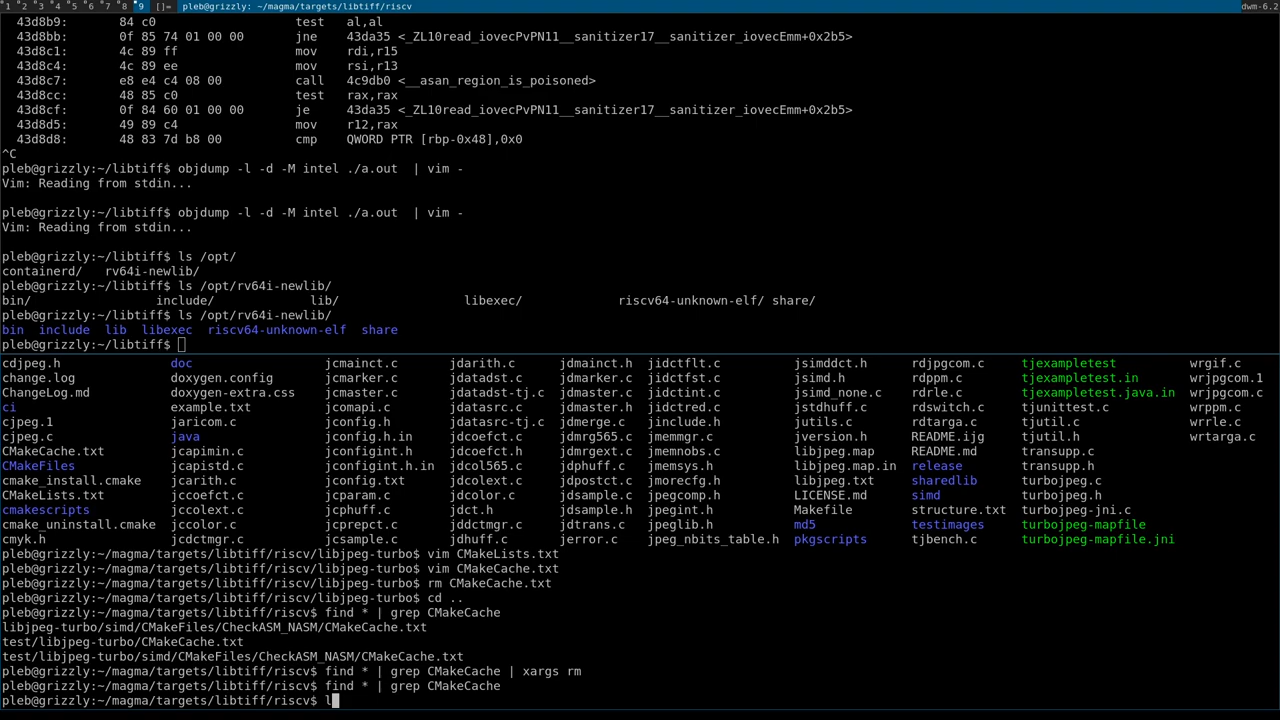 1 2 3 4 5 6 7 8 9 []= pleb@grizzly: ~/magma/targets/libtiff/riscv dwm-6.2
43d8b9: 84 c0 test al,al
43d8bb: 0f 85 74 01 00 00 jne 43da35 <_ZL10read_iovecPvPN11__sanitizer17__sanitizer_iovecEmm+0x2b5>
43d8c1: 4c 89 ff mov rdi,r15
43d8c4: 4c 89 ee mov rsi,r13
43d8c7: e8 e4 c4 08 00 call 4c9db0 <__asan_region_is_poisoned>
43d8cc: 48 85 c0 test rax,rax
43d8cf: 0f 84 60 01 00 00 je 43da35 <_ZL10read_iovecPvPN11__sanitizer17__sanitizer_iovecEmm+0x2b5>
43d8d5: 49 89 c4 mov r12,rax
43d8d8: 48 83 7d b8 00 cmp QWORD PTR [rbp-0x48],0x0
^C
pleb@grizzly:~/libtiff$ objdump -l -d -M intel ./a.out | vim -
Vim: Reading from stdin...
pleb@grizzly:~/libtiff$ objdump -l -d -M intel ./a.out | vim -
Vim: Reading from stdin...
pleb@grizzly:~/libtiff$ ls /opt/
containerd/ rv64i-newlib/
pleb@grizzly:~/libtiff$ ls /opt/rv64i-newlib/
bin/ include/ lib/ libexec/ riscv64-unknown-elf/ share/
pleb@grizzly:~/libtiff$ ls /opt/rv64i-newlib/
bin include lib libexec riscv64-unknown-elf share
pleb@grizzly:~/libtiff$
cdjpeg.h doc jcmainct.c jdarith.c jdmainct.h jidctflt.c jsimddct.h rdjpgcom.c tjexampletest wrgif.c
change.log doxygen.config jcmarker.c jdatadst.c jdmarker.c jidctfst.c jsimd.h rdppm.c tjexampletest.in wrjpgcom.1
ChangeLog.md doxygen-extra.css jcmaster.c jdatadst-tj.c jdmaster.c jidctint.c jsimd_none.c rdrle.c tjexampletest.java.in wrjpgcom.c
ci example.txt jcomapi.c jdatasrc.c jdmaster.h jidctred.c jstdhuff.c rdswitch.c tjunittest.c wrppm.c
cjpeg.1 jaricom.c jconfig.h jdatasrc-tj.c jdmerge.c jinclude.h jutils.c rdtarga.c tjutil.c wrrle.c
cjpeg.c java jconfig.h.in jdcoefct.c jdmrg565.c jmemmgr.c jversion.h README.ijg tjutil.h wrtarga.c
CMakeCache.txt jcapimin.c jconfigint.h jdcoefct.h jdmrgext.c jmemnobs.c libjpeg.map README.md transupp.c
CMakeFiles jcapistd.c jconfigint.h.in jdcol565.c jdphuff.c jmemsys.h libjpeg.map.in release transupp.h
cmake_install.cmake jcarith.c jconfig.txt jdcolext.c jdpostct.c jmorecfg.h libjpeg.txt sharedlib turbojpeg.c
CMakeLists.txt jccoefct.c jcparam.c jdcolor.c jdsample.c jpegcomp.h LICENSE.md simd turbojpeg.h
cmakescripts jccolext.c jcphuff.c jdct.h jdsample.h jpegint.h Makefile structure.txt turbojpeg-jni.c
cmake_uninstall.cmake jccolor.c jcprepct.c jddctmgr.c jdtrans.c jpeglib.h md5 testimages turbojpeg-mapfile
cmyk.h jcdctmgr.c jcsample.c jdhuff.c jerror.c jpeg_nbits_table.h pkgscripts tjbench.c turbojpeg-mapfile.jni
pleb@grizzly:~/magma/targets/libtiff/riscv/libjpeg-turbo$ vim CMakeLists.txt
pleb@grizzly:~/magma/targets/libtiff/riscv/libjpeg-turbo$ vim CMakeCache.txt
pleb@grizzly:~/magma/targets/libtiff/riscv/libjpeg-turbo$ rm CMakeCache.txt
pleb@grizzly:~/magma/targets/libtiff/riscv/libjpeg-turbo$ cd ..
pleb@grizzly:~/magma/targets/libtiff/riscv$ find * | grep CMakeCache
libjpeg-turbo/simd/CMakeFiles/CheckASM_NASM/CMakeCache.txt
test/libjpeg-turbo/CMakeCache.txt
test/libjpeg-turbo/simd/CMakeFiles/CheckASM_NASM/CMakeCache.txt
pleb@grizzly:~/magma/targets/libtiff/riscv$ find * | grep CMakeCache | xargs rm
pleb@grizzly:~/magma/targets/libtiff/riscv$ find * | grep CMakeCache
pleb@grizzly:~/magma/targets/libtiff/riscv$ l